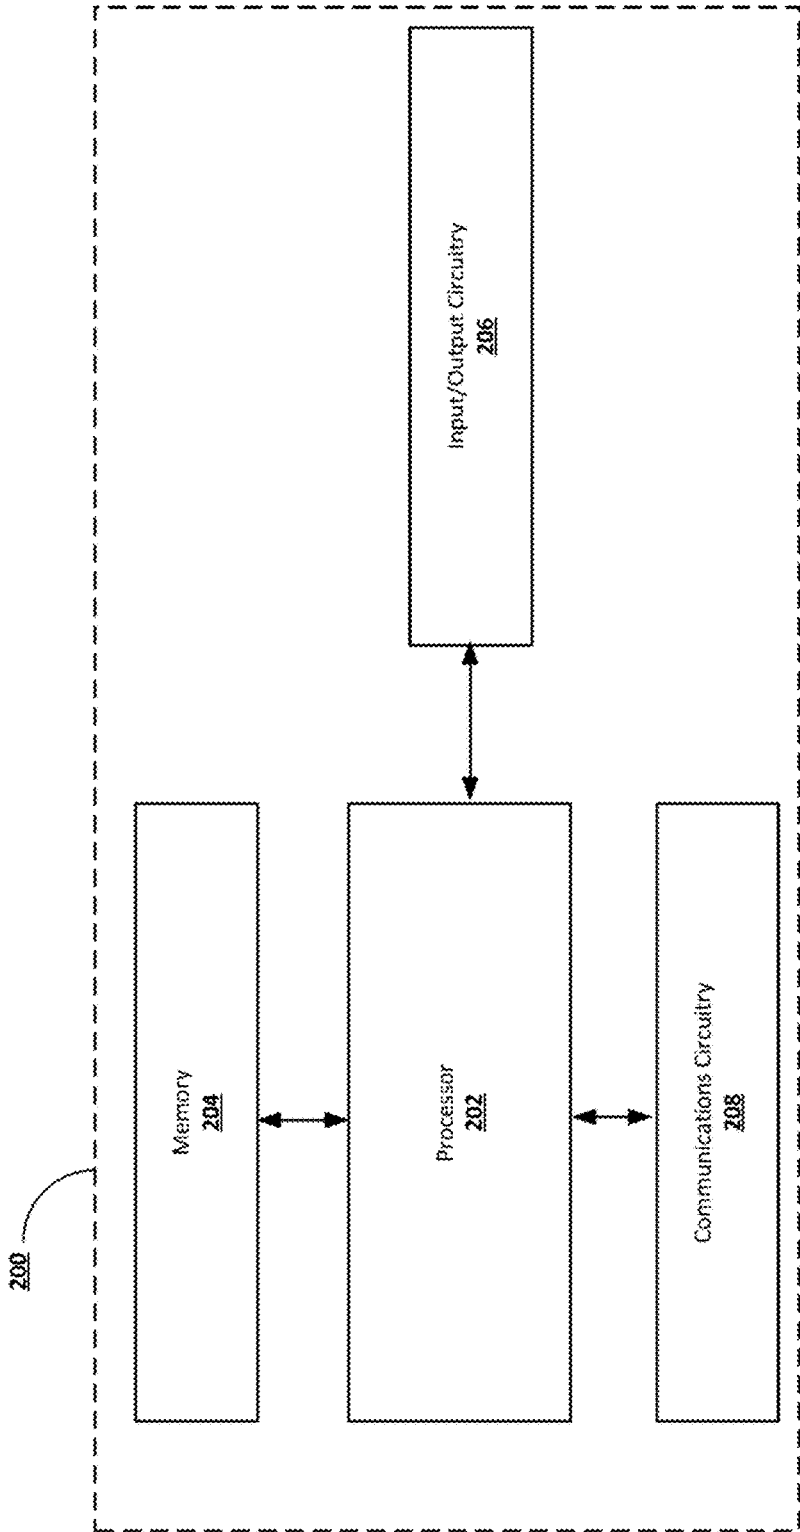 200
Memory
204
Processor
202
Input/Output Circuitry
206
Communications Circuitry
208